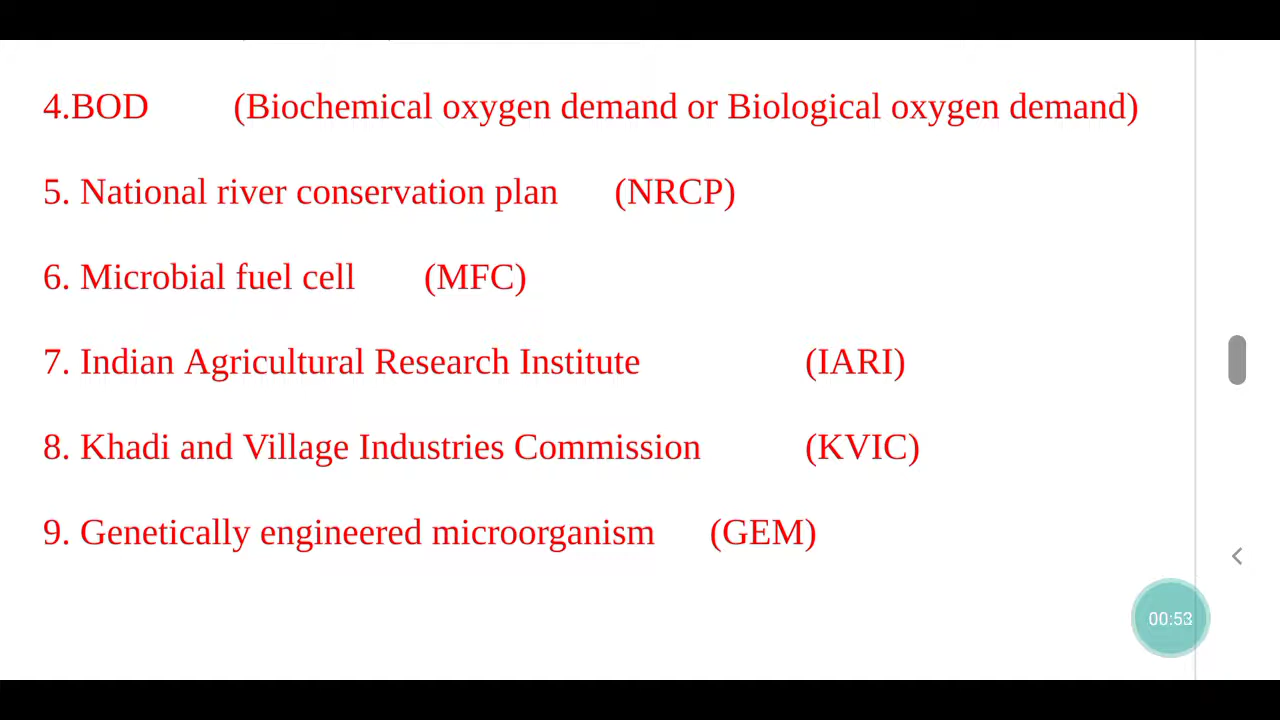 4.BOD (Biochemical oxygen demand or Biological oxygen demand)
5. National river conservation plan (NRCP)
6. Microbial fuel cell (MFC)
7. Indian Agricultural Research Institute (IARI)
8. Khadi and Village Industries Commission (KVIC)
9. Genetically engineered microorganism (GEM)
00:53